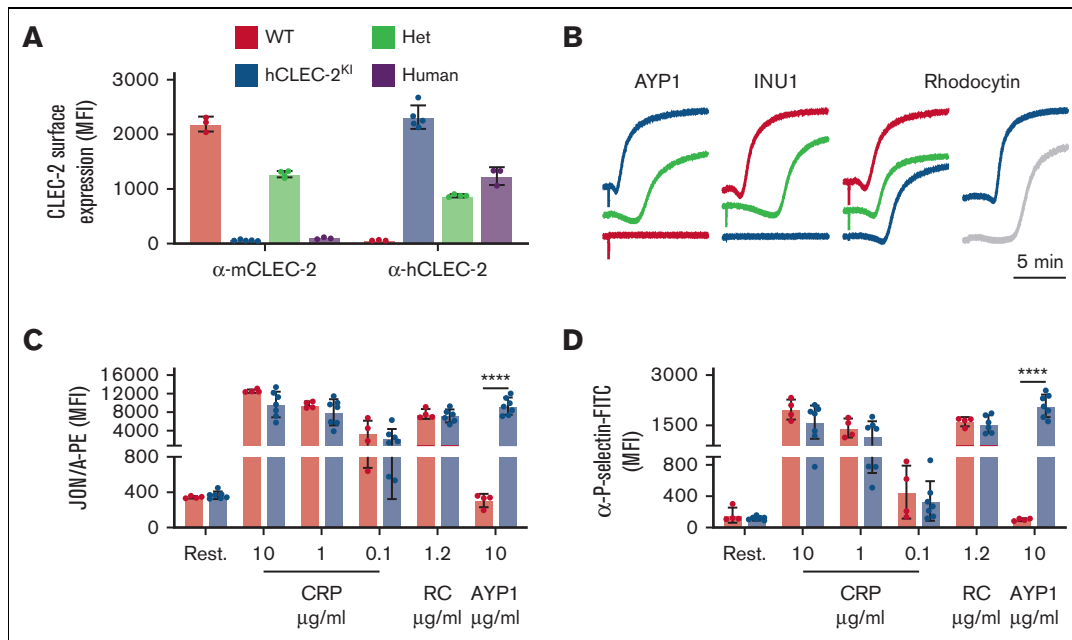 A
WT
Het
hCLEC-2KI
Human
CLEC-2 surface
expression (MFI)
3000
2000
1000
0
α-mCLEC-2
α-hCLEC-2
B
AYP1
INU1
Rhodocytin
5 min
C
JON/A-PE (MFI)
16000
12000
8000
4000
800
400
0
****
Rest.
10
1
0.1
1.2
10
CRP
μg/ml
RC
μg/ml
AYP1
μg/ml
D
α-P-selectin-FITC
(MFI)
3000
1500
800
400
0
****
Rest.
10
1
0.1
1.2
10
CRP
μg/ml
RC
μg/ml
AYP1
μg/ml